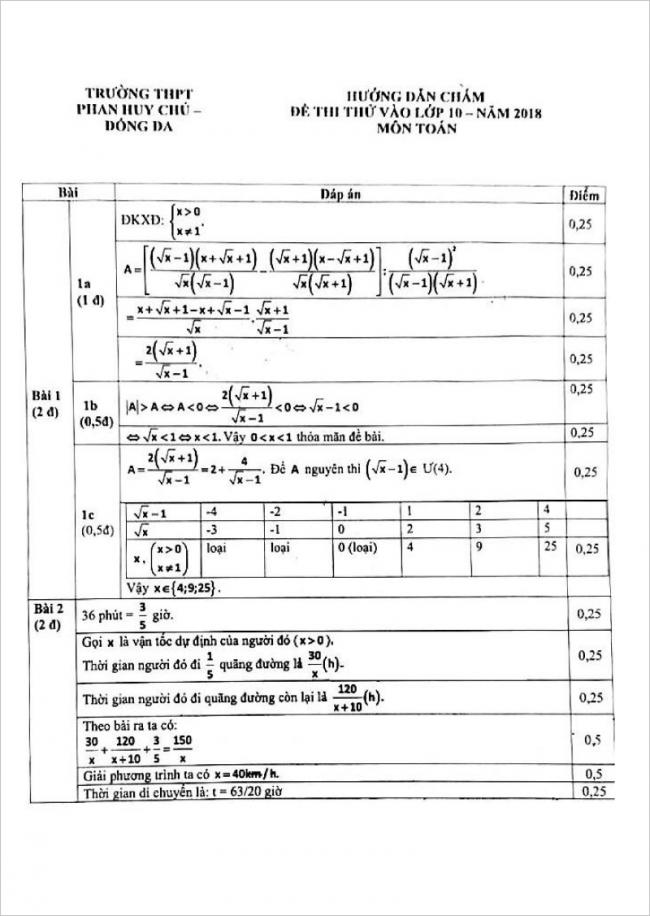 TRƯỜNG THPT
PHAN HUY CHÚ –
ĐỐNG ĐA
HƯỚNG DẪN CHẤM
ĐỀ THI THỬ VÀO LỚP 10 – NĂM 2018
MÔN TOÁN
Bài Đáp án Điểm
Bài 1
(2 đ)
1a
(1 đ)
ĐKXĐ: {x>0; x≠1. 0,25
A=[(√x−1)(x+√x+1)/(√x(√x−1)) − (√x+1)(x−√x+1)/(√x(√x+1))] : (√x−1)²/((√x−1)(√x+1)) 0,25
= (x+√x+1−x+√x−1)/√x . (√x+1)/(√x−1) 0,25
= 2(√x+1)/(√x−1). 0,25
1b
(0,5đ)
|A|>A⇔A<0⇔ 2(√x+1)/(√x−1) <0⇔√x−1<0 0,25
⇔√x<1⇔x<1. Vậy 0<x<1 thỏa mãn đề bài. 0,25
1c
(0,5đ)
A= 2(√x+1)/(√x−1) =2+ 4/(√x−1). Để A nguyên thì (√x−1)∈ Ư(4). 0,25
√x−1 -4 -2 -1 1 2 4
√x -3 -1 0 2 3 5
x, (x>0; x≠1) loại loại 0 (loại) 4 9 25 0,25
Vậy x∈{4;9;25}.
Bài 2
(2 đ)
36 phút = 3/5 giờ. 0,25
Gọi x là vận tốc dự định của người đó (x>0).
Thời gian người đó đi 1/5 quãng đường là 30/x (h). 0,25
Thời gian người đó đi quãng đường còn lại là 120/(x+10) (h). 0,25
Theo bài ra ta có:
30/x + 120/(x+10) + 3/5 = 150/x 0,5
Giải phương trình ta có x=40km/h. 0,5
Thời gian di chuyển là: t = 63/20 giờ 0,25